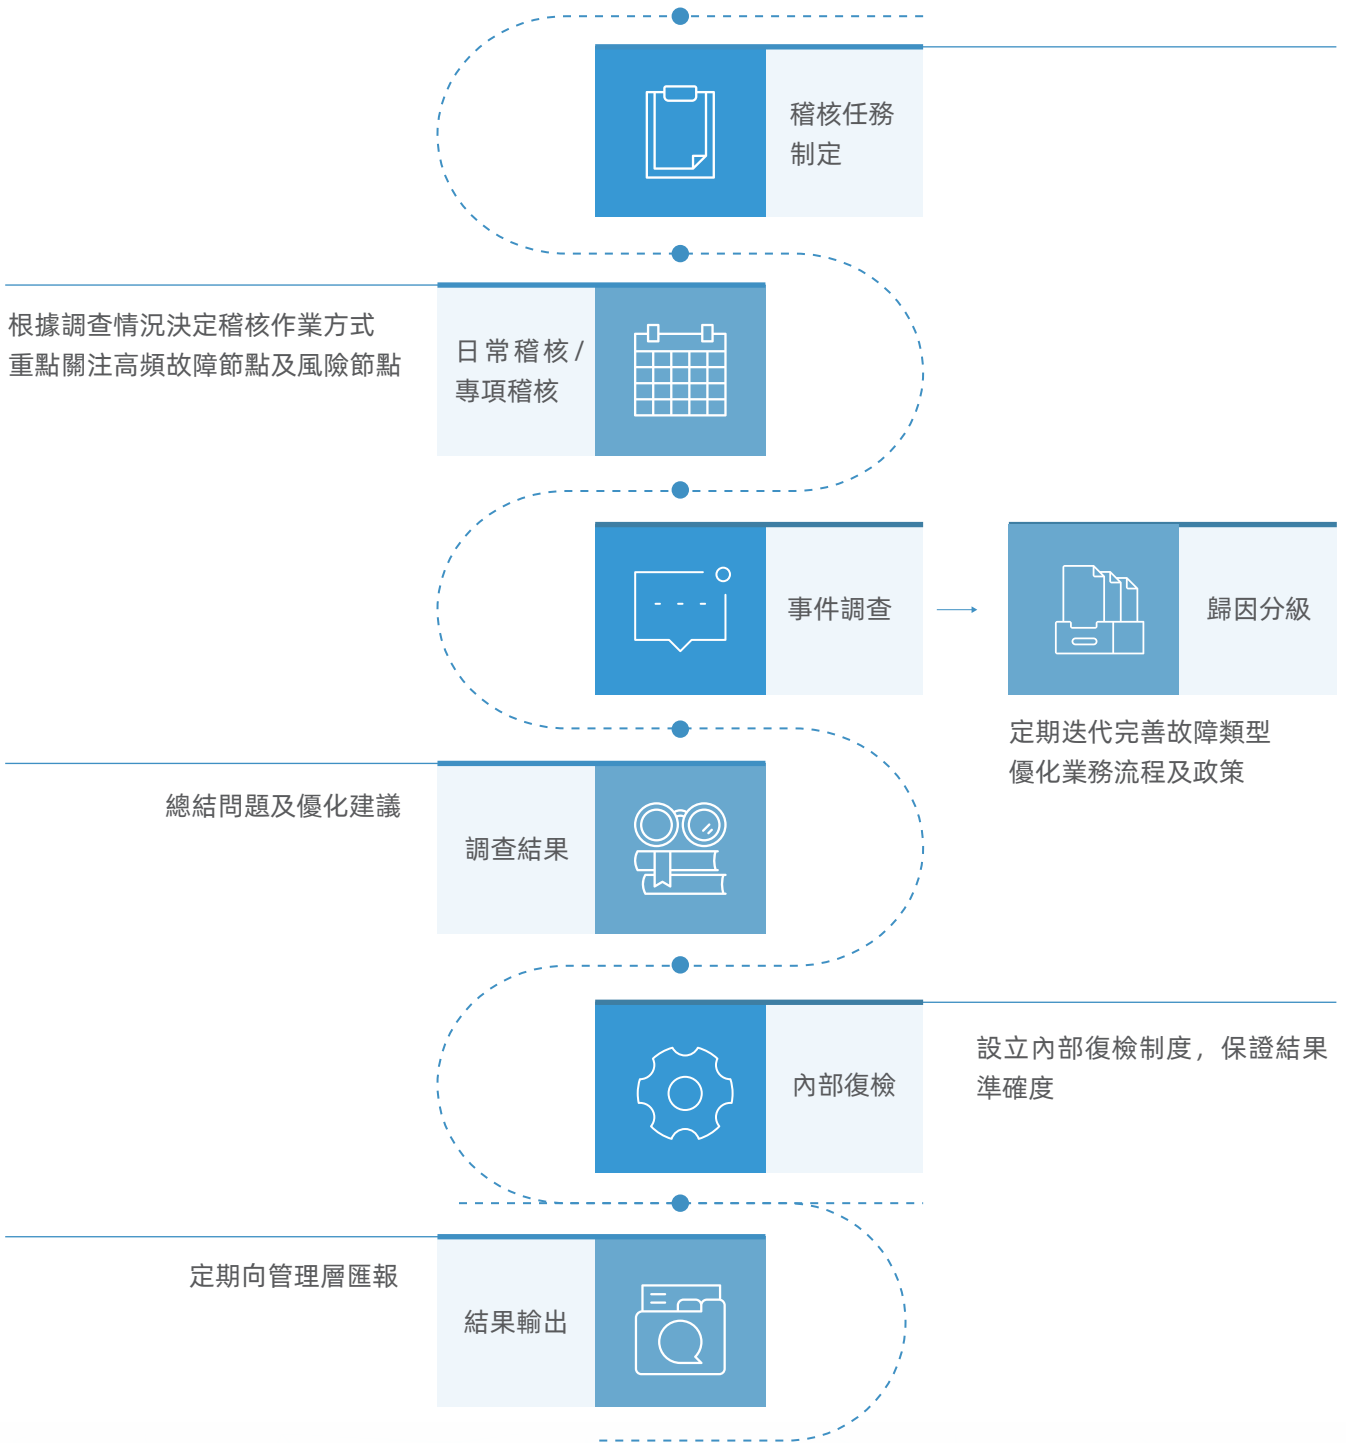 稽核任務
制定
根據調查情況決定稽核作業方式
重點關注高頻故障節點及風險節點
日常稽核/
專項稽核
事件調查
歸因分級
定期迭代完善故障類型
優化業務流程及政策
總結問題及優化建議
調查結果
內部復檢
設立內部復檢制度，保證結果
準確度
定期向管理層匯報
結果輸出